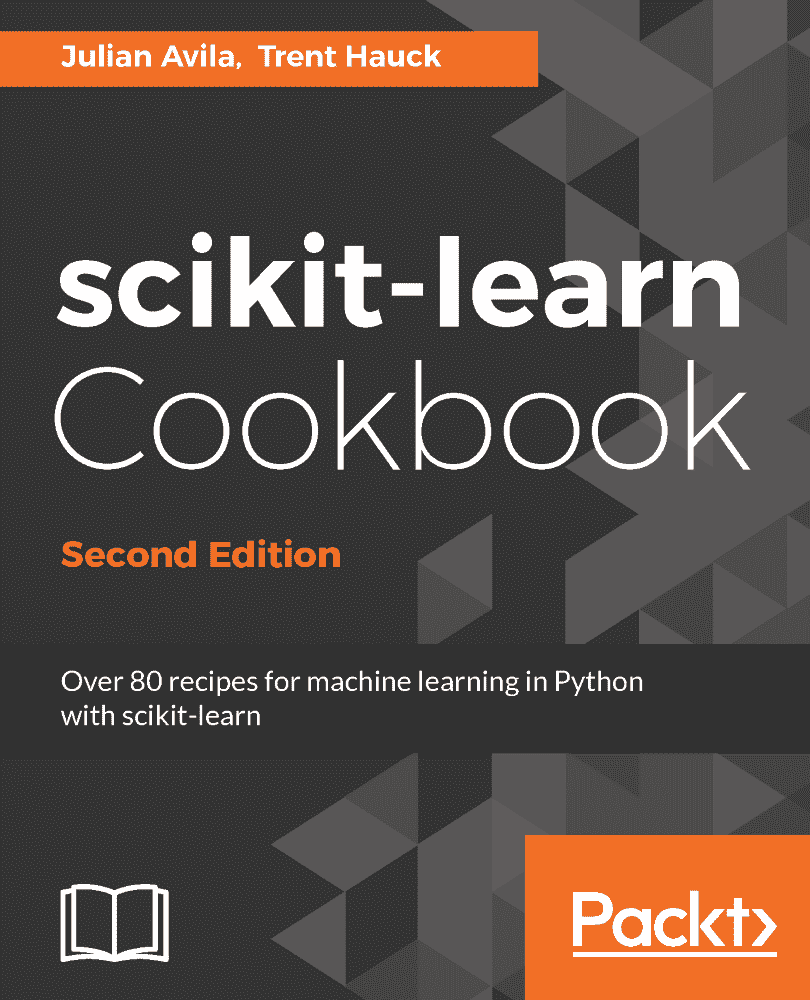 Julian Avila,  Trent Hauck
scikit-learn
Cookbook
Second Edition
Over 80 recipes for machine learning in Python
with scikit-learn
Packt>